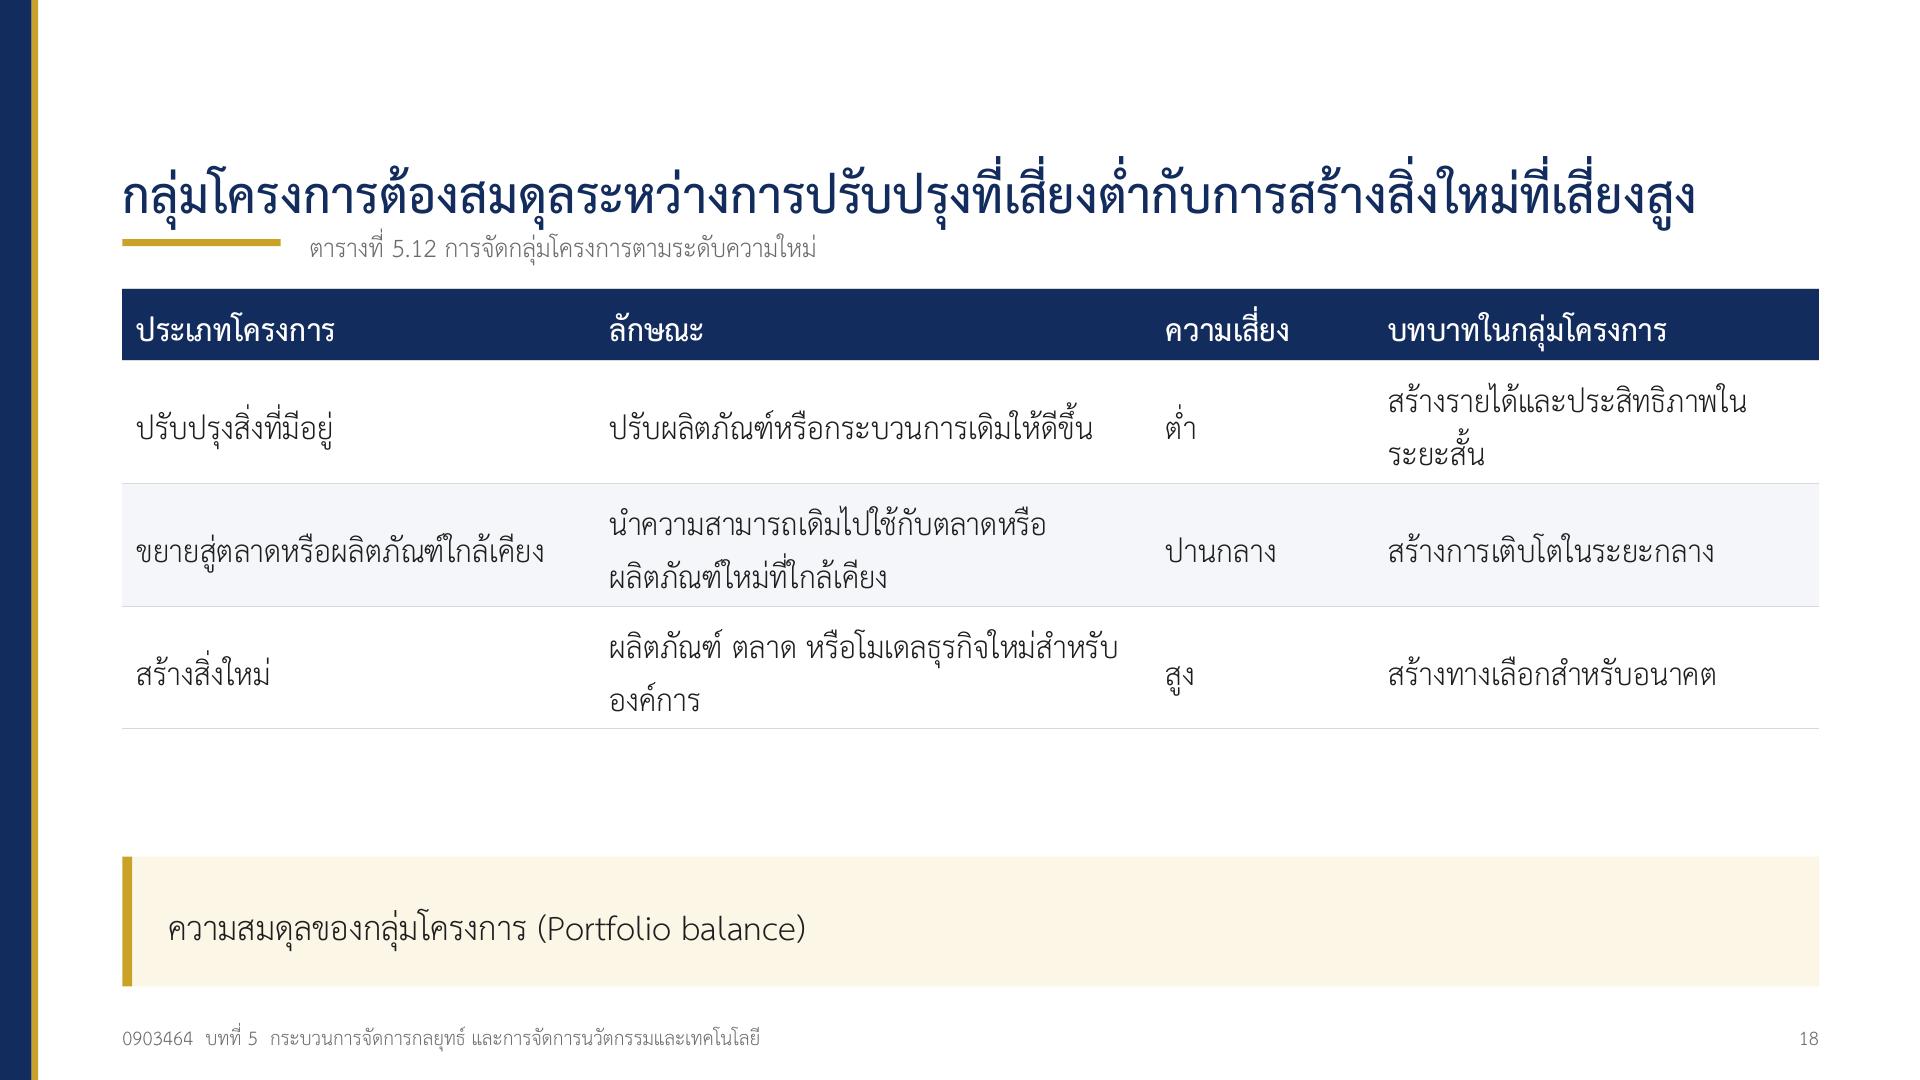 กลุ่มโครงการต้องสมดุลระหว่างการปรับปรุงที่เสี่ยงต่ำกับการสร้างสิ่งใหม่ที่เสี่ยงสูง
ตารางที่ 5.12 การจัดกลุ่มโครงการตามระดับความใหม่
ประเภทโครงการ ลักษณะ ความเสี่ยง บทบาทในกลุ่มโครงการ
ปรับปรุงสิ่งที่มีอยู่ ปรับผลิตภัณฑ์หรือกระบวนการเดิมให้ดีขึ้น ต่ำ สร้างรายได้และประสิทธิภาพใน
ระยะสั้น
ขยายสู่ตลาดหรือผลิตภัณฑ์ใกล้เคียง นำความสามารถเดิมไปใช้กับตลาดหรือ
ผลิตภัณฑ์ใหม่ที่ใกล้เคียง ปานกลาง สร้างการเติบโตในระยะกลาง
สร้างสิ่งใหม่ ผลิตภัณฑ์ ตลาด หรือโมเดลธุรกิจใหม่สำหรับ
องค์การ สูง สร้างทางเลือกสำหรับอนาคต
ความสมดุลของกลุ่มโครงการ (Portfolio balance)
0903464 บทที่ 5 กระบวนการจัดการกลยุทธ์ และการจัดการนวัตกรรมและเทคโนโลยี 18